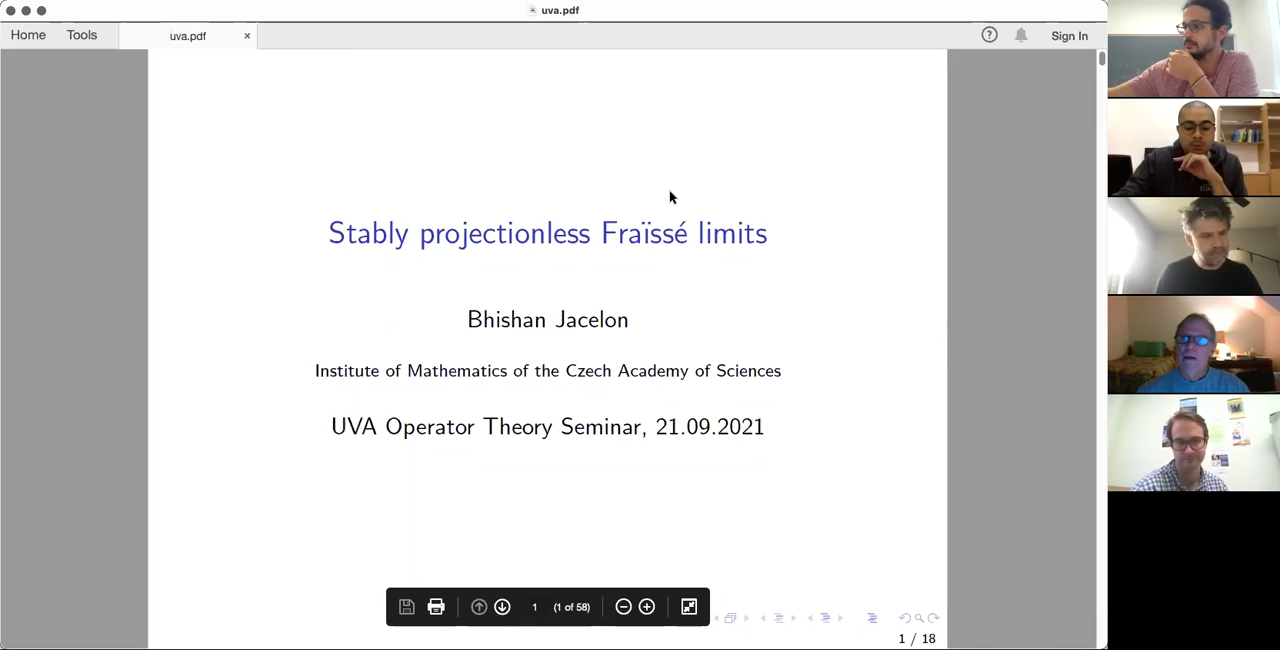 uva.pdf
Home Tools uva.pdf × ? Sign In
Stably projectionless Fraïssé limits
Bhishan Jacelon
Institute of Mathematics of the Czech Academy of Sciences
UVA Operator Theory Seminar, 21.09.2021
1 (1 of 58)
1 / 18